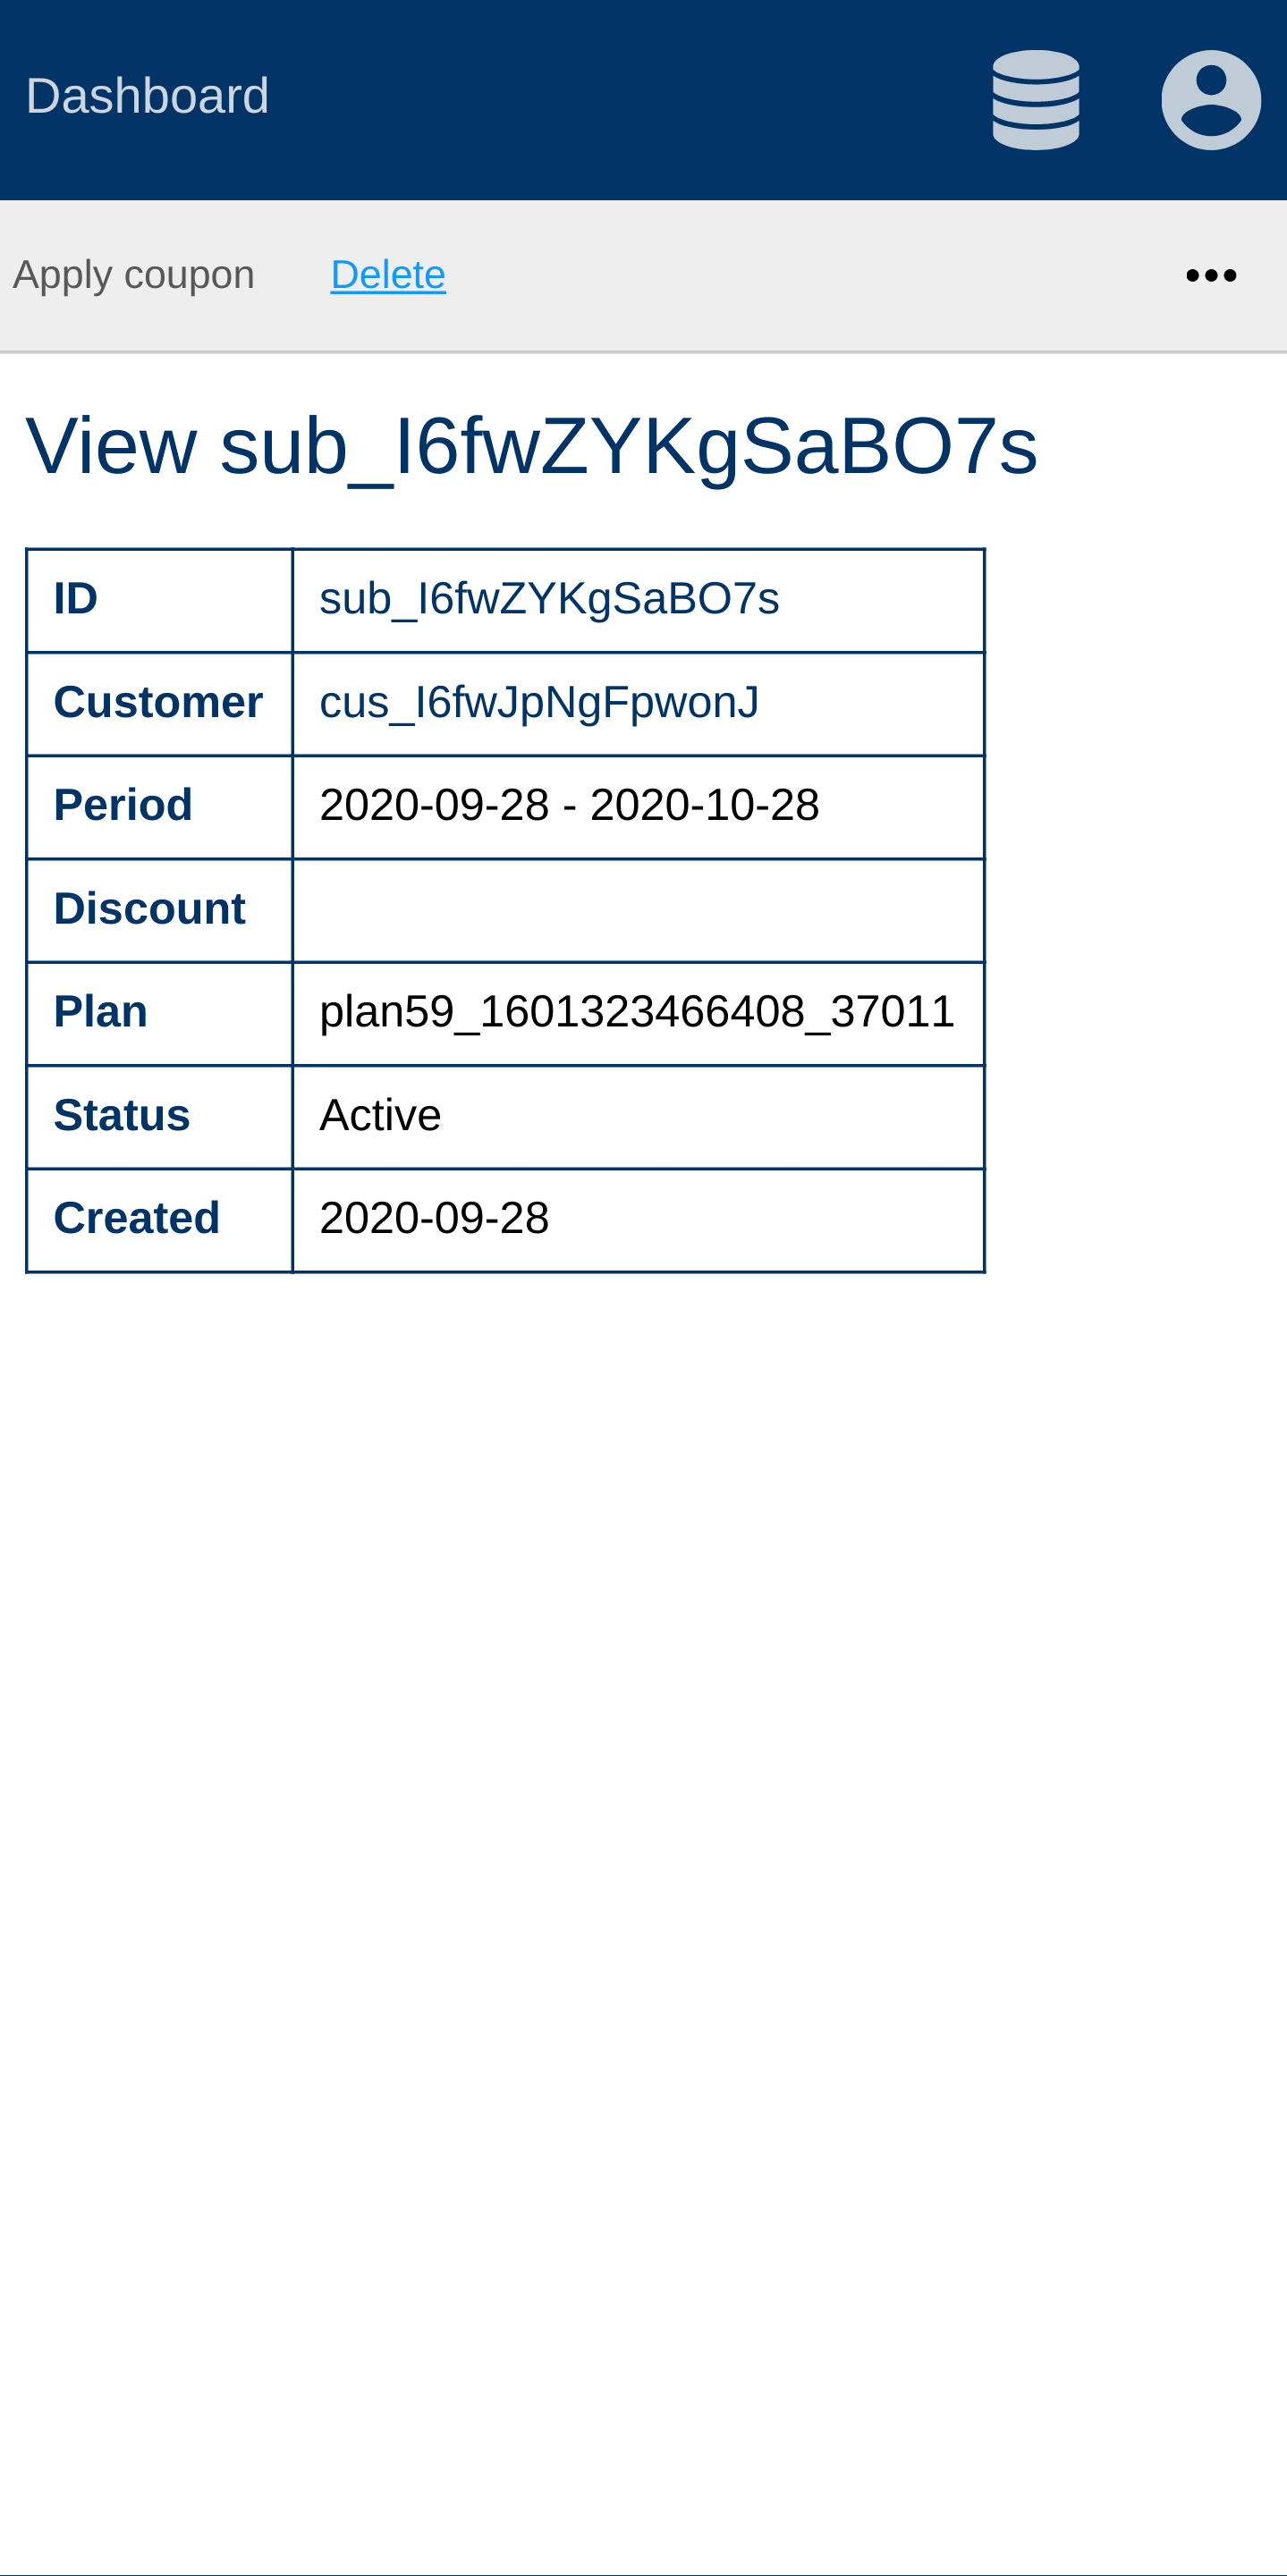 Dashboard
Apply coupon Delete
View sub_I6fwZYKgSaBO7s
ID sub_I6fwZYKgSaBO7s
Customer cus_I6fwJpNgFpwonJ
Period 2020-09-28 - 2020-10-28
Discount
Plan plan59_1601323466408_37011
Status Active
Created 2020-09-28